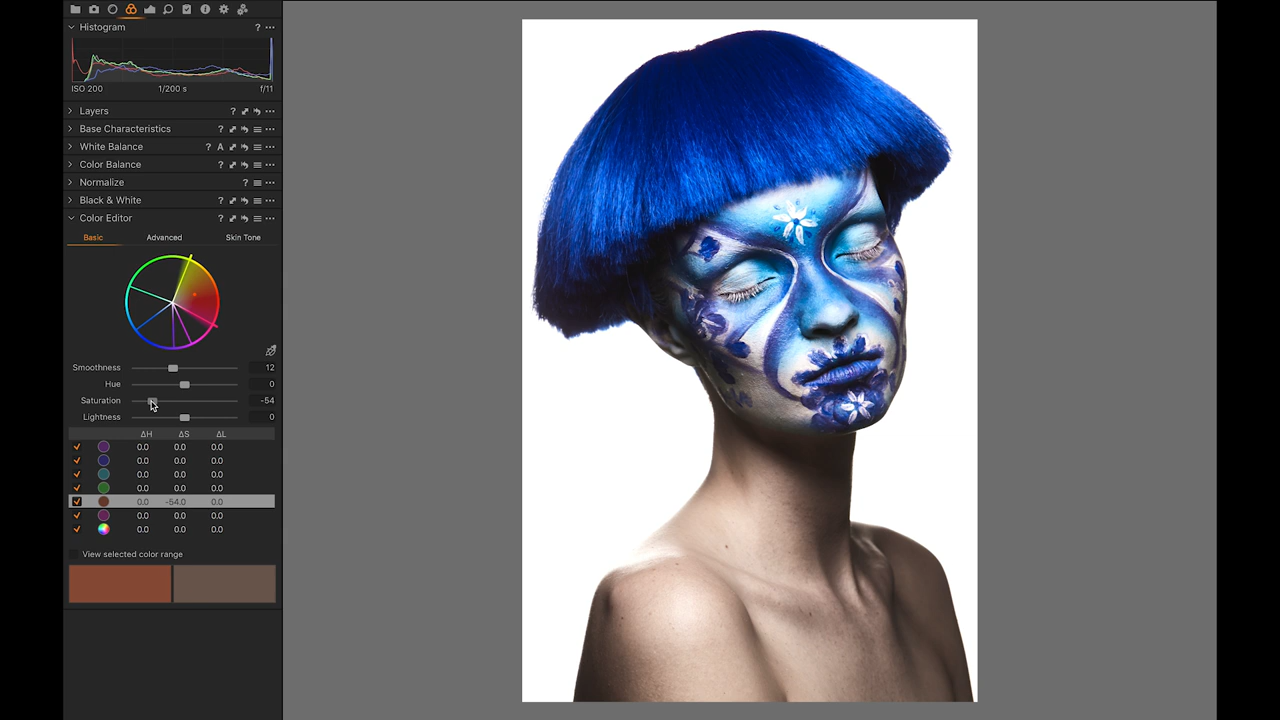 Histogram ?
ISO 200 1/200 s f/11
Layers ?
Base Characteristics ?
White Balance ? A
Color Balance ?
Normalize ?
Black & White ?
Color Editor ?
Basic Advanced Skin Tone
Smoothness 12
Hue 0
Saturation -54
Lightness 0
ΔH ΔS ΔL
0.0 0.0 0.0
0.0 0.0 0.0
0.0 0.0 0.0
0.0 0.0 0.0
0.0 -54.0 0.0
0.0 0.0 0.0
0.0 0.0 0.0
View selected color range